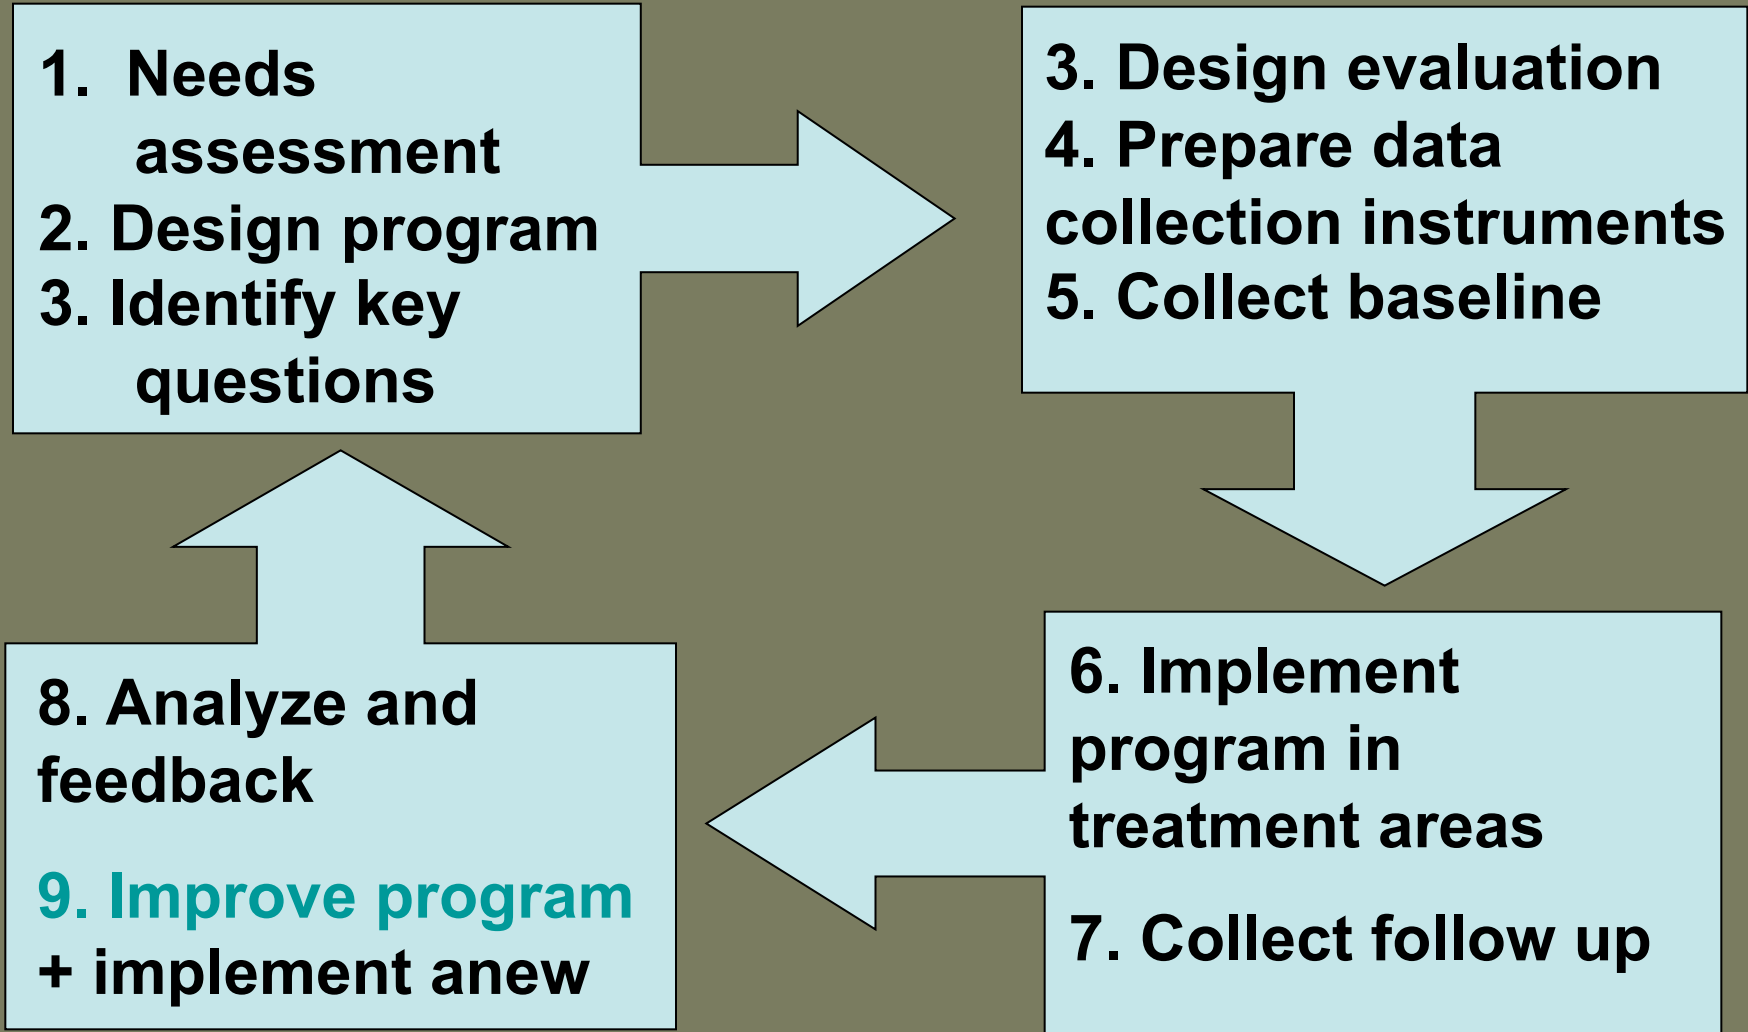 1. Needs
assessment
2. Design program
3. Identify key
questions
3. Design evaluation
4. Prepare data
collection instruments
5. Collect baseline
6. Implement
program in
treatment areas
7. Collect follow up
8. Analyze and
feedback
9. Improve program
+ implement anew